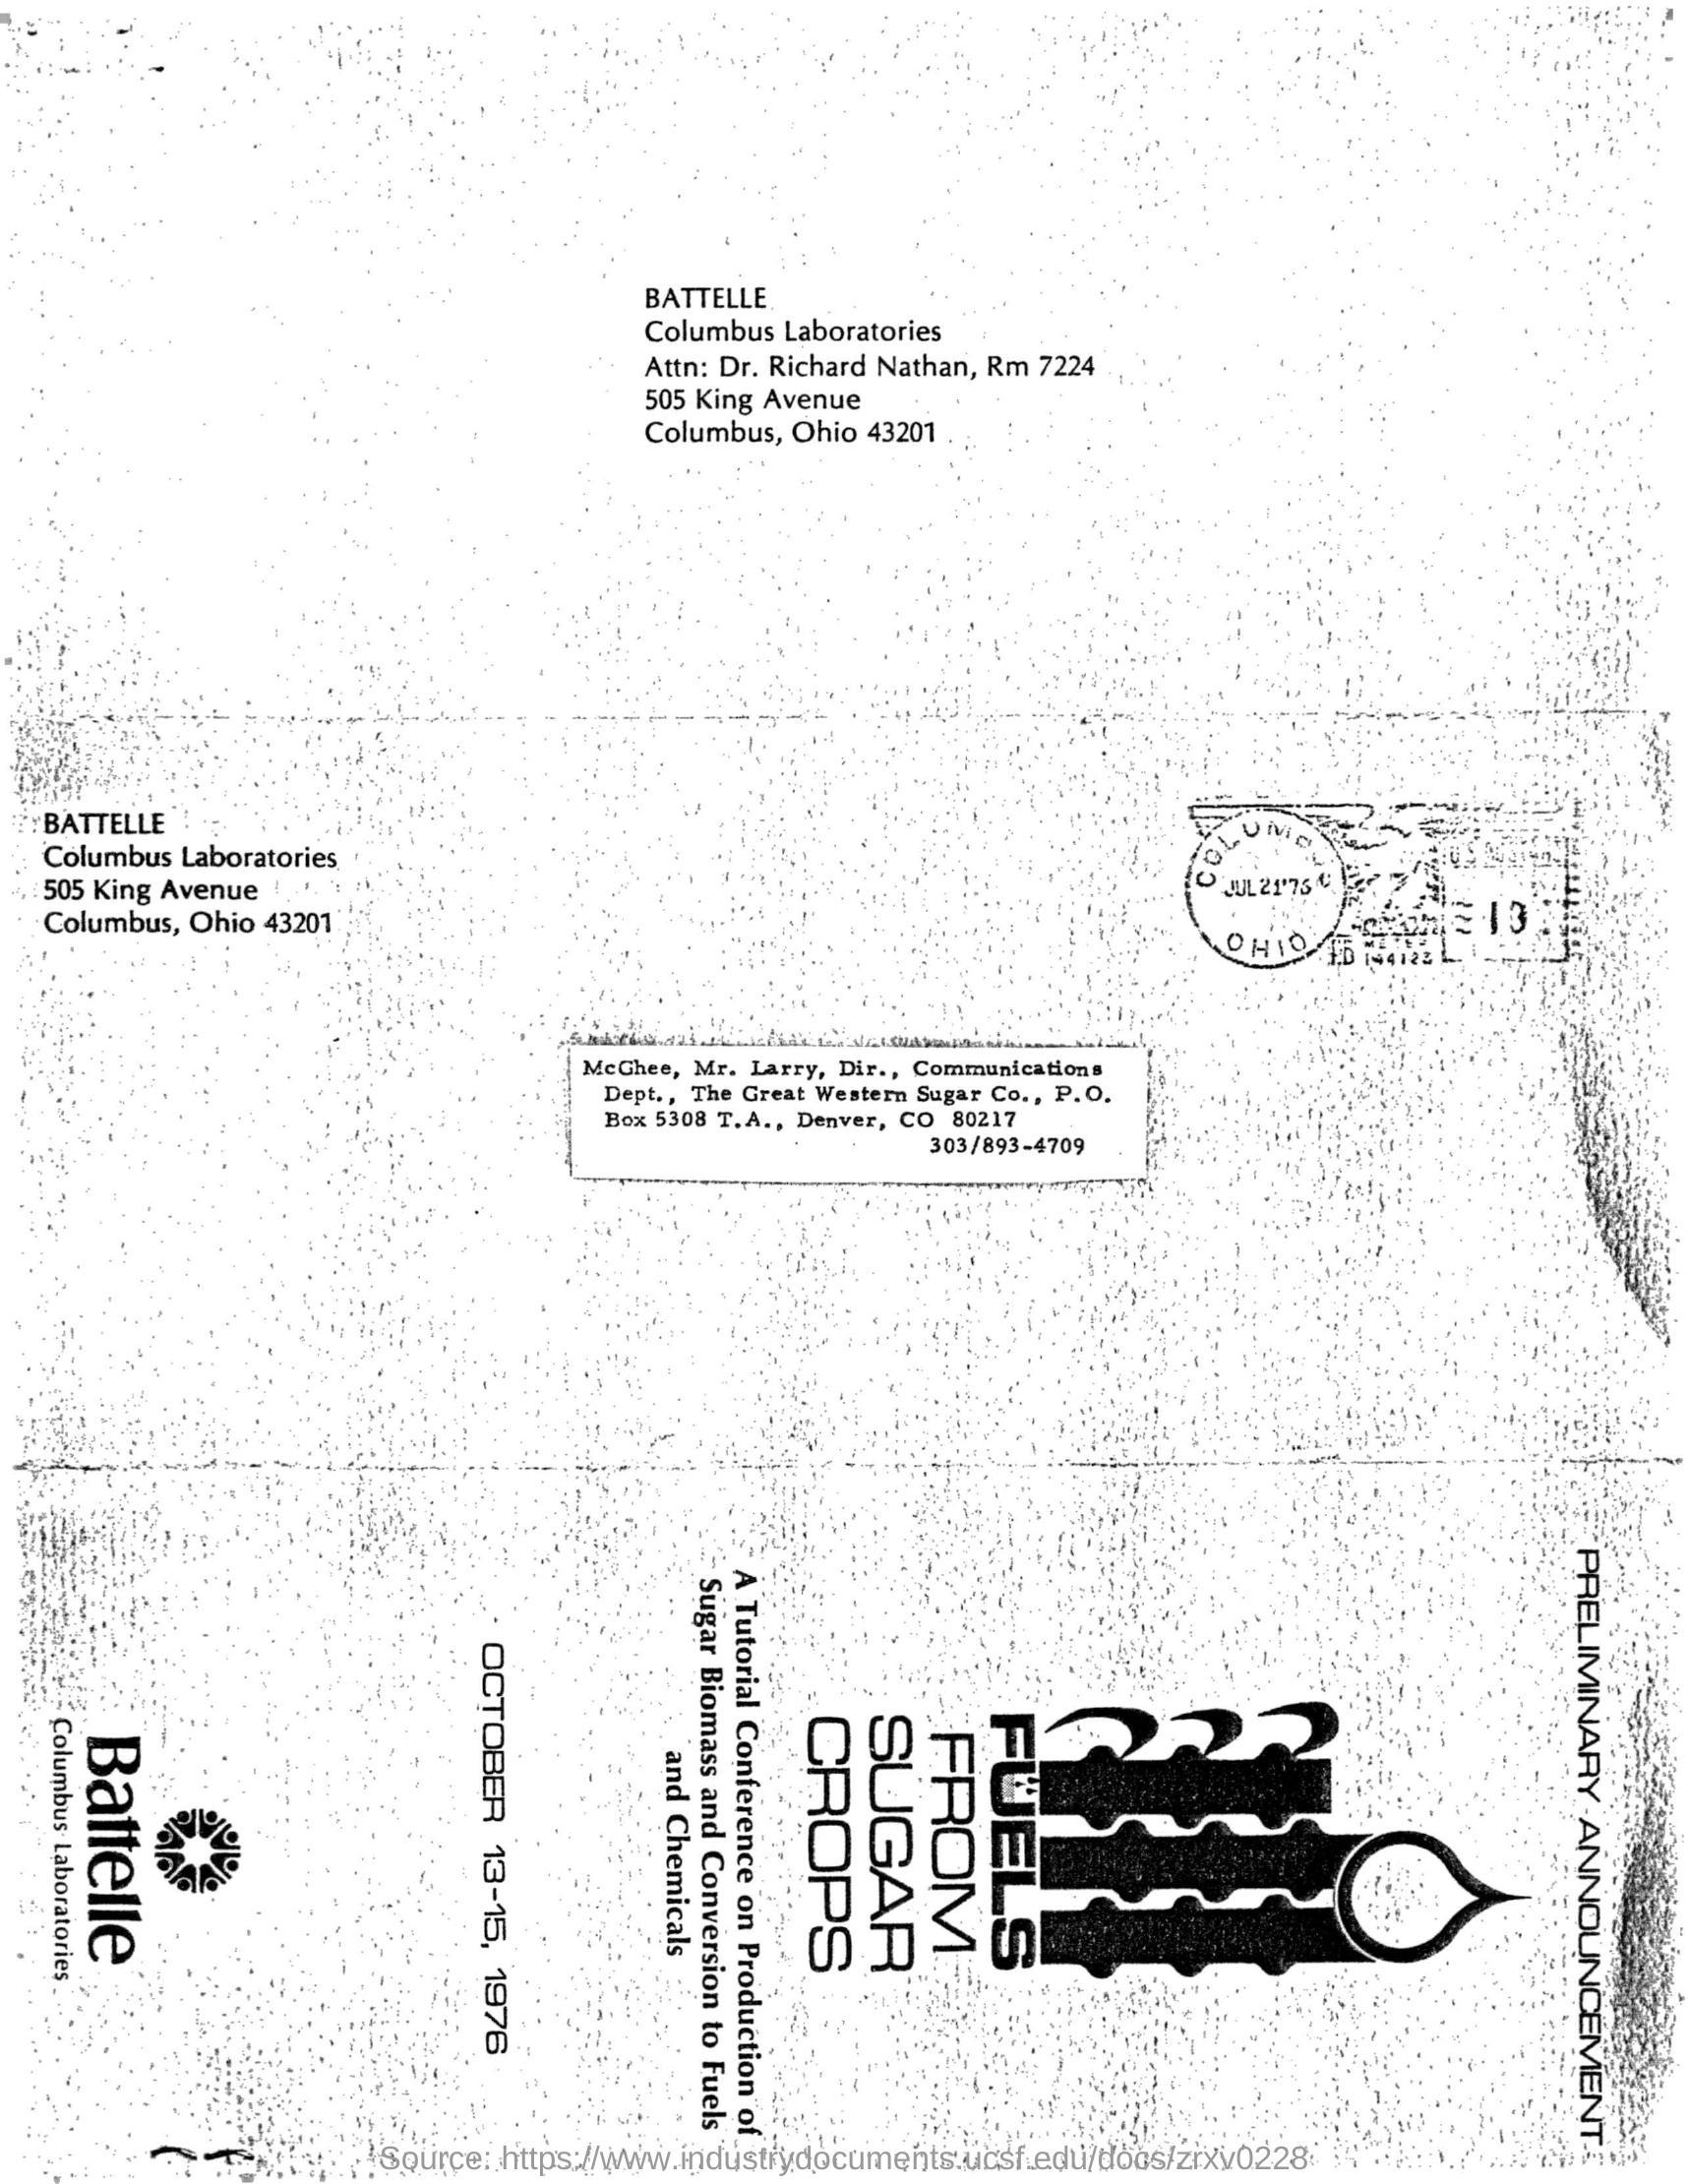 BATTELLE
Columbus Laboratories
Attn: Dr. Richard Nathan, Rm 7224
505 King Avenue
Columbus, Ohio 43201
BATTELLE
Columbus Laboratories
505 King Avenue
Columbus, Ohio 43201
JUL 21 '76
OHIO
METER
13
McGhee, Mr. Larry, Dir., Communications
Dept., The Great Western Sugar Co., P.O.
Box 5308 T.A., Denver, CO 80217
303/893-4709
PRELIMINARY ANNOUNCEMENT
FUELS
FROM
SUGAR
CROPS
A Tutorial Conference on Production of
Sugar Biomass and Conversion to Fuels
and Chemicals
OCTOBER 13-15, 1976
Battelle
Columbus Laboratories
Source: https://www.industrydocuments.ucsf.edu/docs/zrxv0228